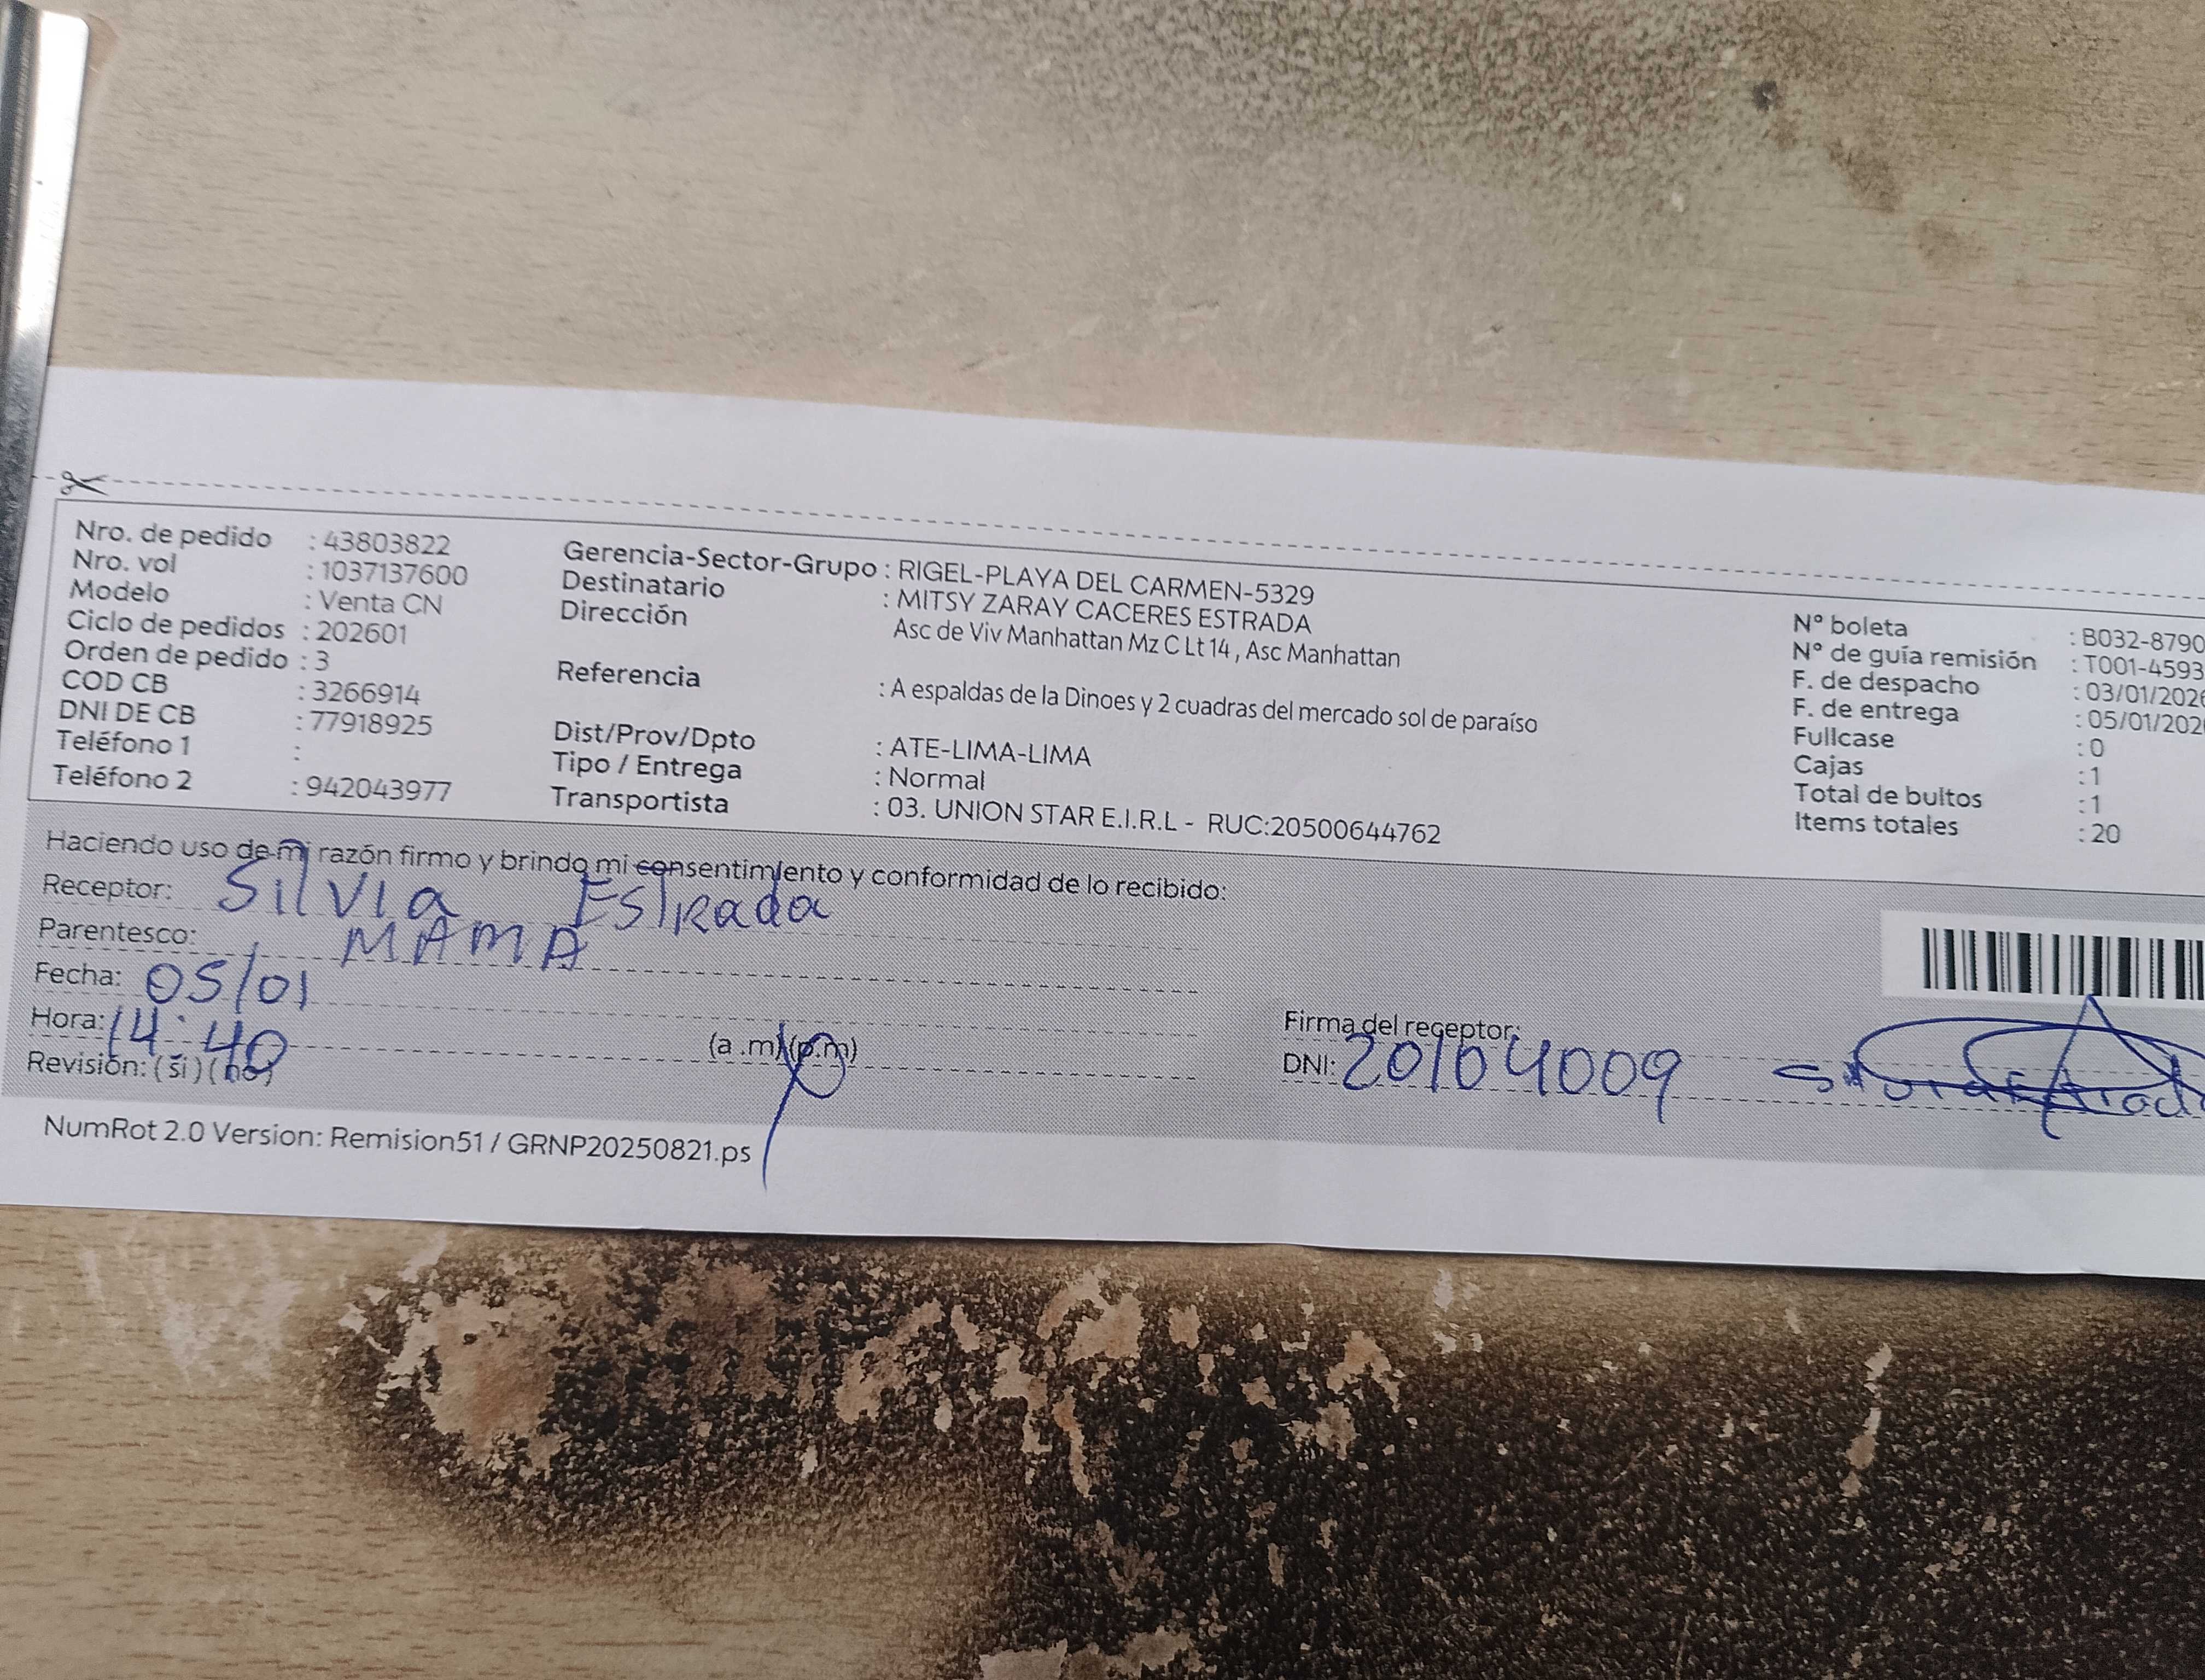 Nro. de pedido : 43803822
Nro. vol : 1037137600
Modelo : Venta CN
Ciclo de pedidos : 202601
Orden de pedido : 3
COD CB : 3266914
DNI DE CB : 77918925
Teléfono 1 :
Teléfono 2 : 942043977
Gerencia-Sector-Grupo : RIGEL-PLAYA DEL CARMEN-5329
Destinatario : MITSY ZARAY CACERES ESTRADA
Dirección Asc de Viv Manhattan Mz C Lt 14 , Asc Manhattan
Referencia : A espaldas de la Dinoes y 2 cuadras del mercado sol de paraíso
Dist/Prov/Dpto : ATE-LIMA-LIMA
Tipo / Entrega : Normal
Transportista : 03. UNION STAR E.I.R.L - RUC:20500644762
N° boleta : B032-8790
N° de guía remisión : T001-4593
F. de despacho : 03/01/2026
F. de entrega : 05/01/202
Fullcase : 0
Cajas : 1
Total de bultos : 1
Items totales : 20
Haciendo uso de mi razón firmo y brindo mi consentimiento y conformidad de lo recibido:
Receptor: Silvia Estrada
Parentesco: MAMA
Fecha: 05/01
Hora: 14:40 (a .m) (p.m)
Revisión: ( si ) ( no )
Firma del receptor:
DNI: 20104009
NumRot 2.0 Version: Remision51 / GRNP20250821.ps